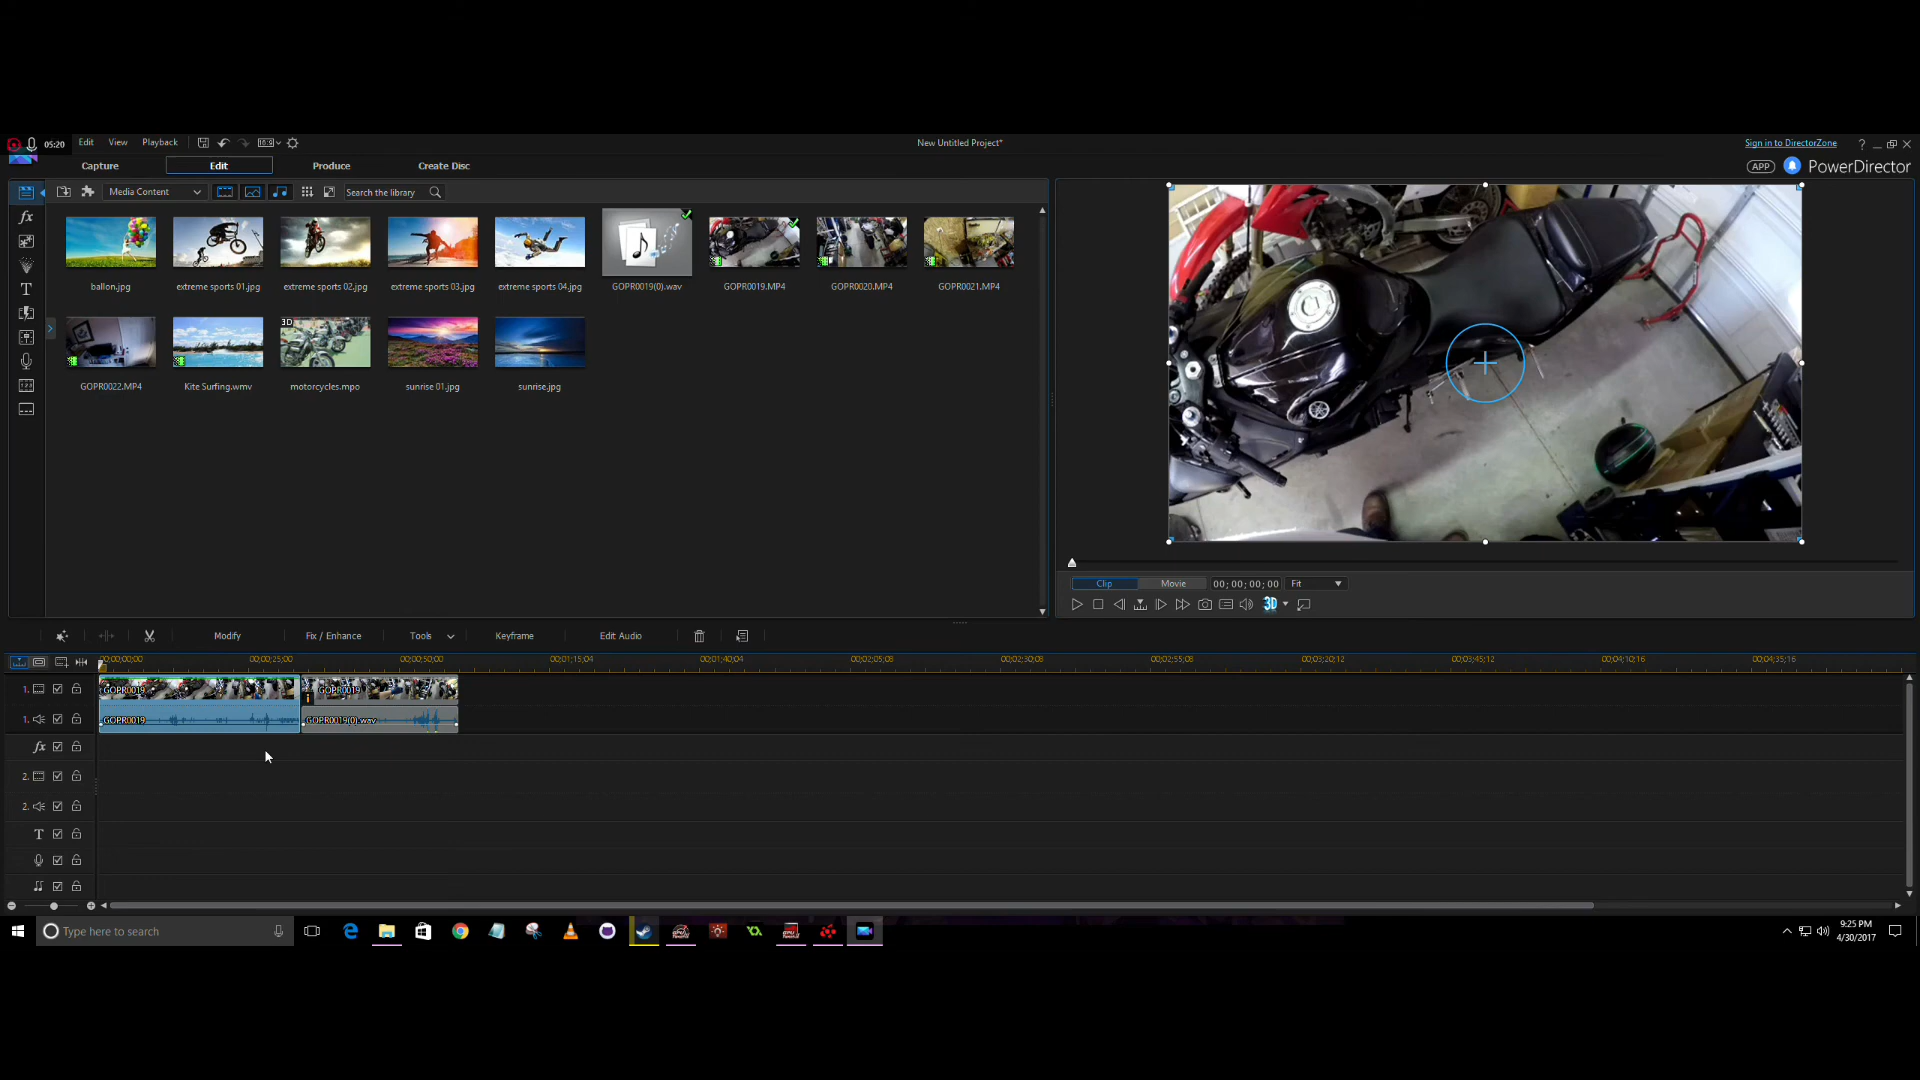 05:20 Edit View Playback 16:9 New Untitled Project* Sign in to DirectorZone ?
Capture Edit Produce Create Disc APP PowerDirector
Media Content Search the library
ballon.jpg extreme sports 01.jpg extreme sports 02.jpg extreme sports 03.jpg extreme sports 04.jpg GOPR0019(0).wav GOPR0019.MP4 GOPR0020.MP4 GOPR0021.MP4
3D
GOPR0022.MP4 Kite Surfing.wmv motorcycles.mpo sunrise 01.jpg sunrise.jpg
Clip Movie 00;00;00;00 Fit
3D
Modify Fix / Enhance Tools Keyframe Edit Audio
00;00;00;00 00;00;25;00 00;00;50;00 00;01;15;04 00;01;40;04 00;02;05;08 00;02;30;08 00;02;55;08 00;03;20;12 00;03;45;12 00;04;10;16 00;04;35;16
1. GOPR0019 GOPR0019
1. GOPR0019 GOPR0019(0).wav
fx
2.
2.
T
Type here to search
9:25 PM
4/30/2017